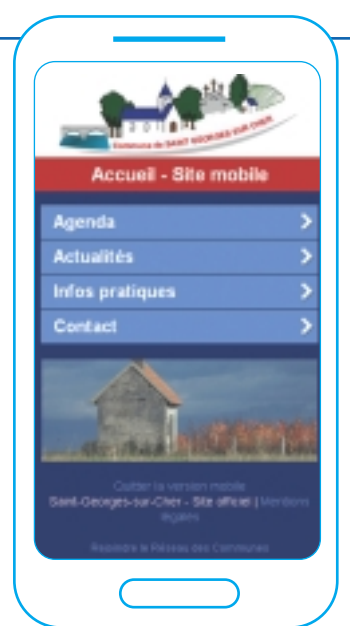 Commune de SAINT GEORGES-SUR-CHER
Accueil - Site mobile
Agenda
Actualités
Infos pratiques
Contact
Quitter la version mobile
Saint-Georges-sur-Cher - Site officiel | Mentions
légales
Rejoindre le Réseau des Communes